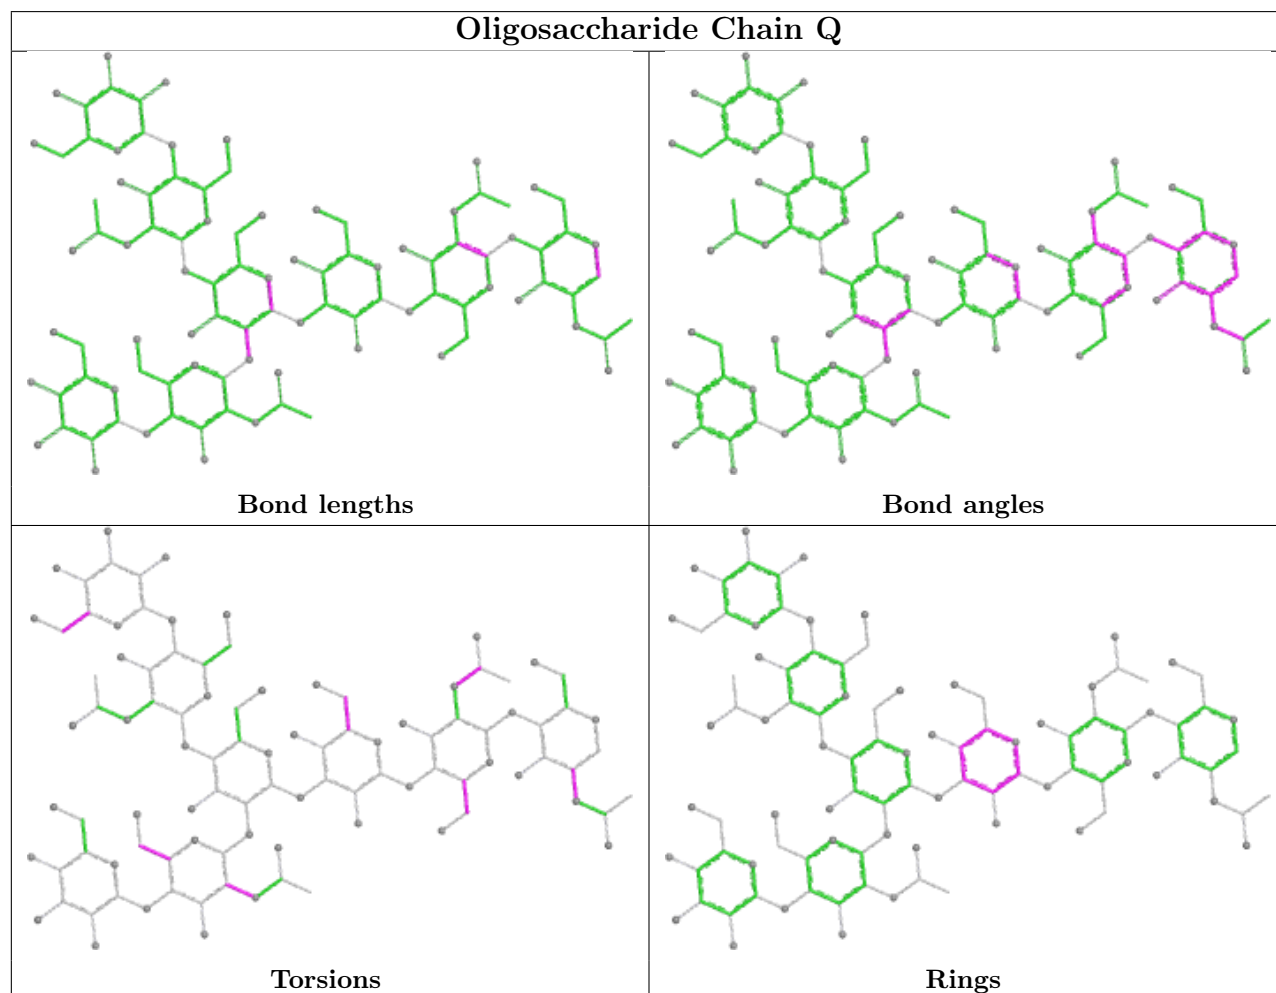 Oligosaccharide Chain Q
Bond lengths
Bond angles
Torsions
Rings